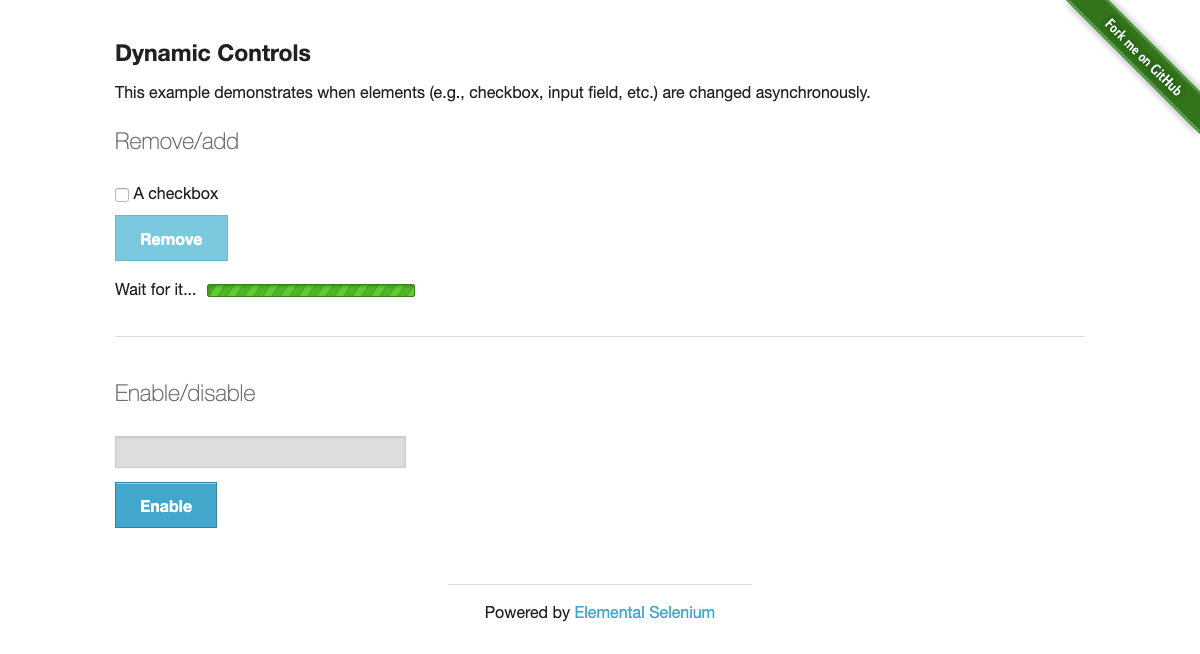 Fork me on GitHub
Dynamic Controls
This example demonstrates when elements (e.g., checkbox, input field, etc.) are changed asynchronously.
Remove/add
A checkbox
Remove
Wait for it...
Enable/disable
Enable
Powered by Elemental Selenium